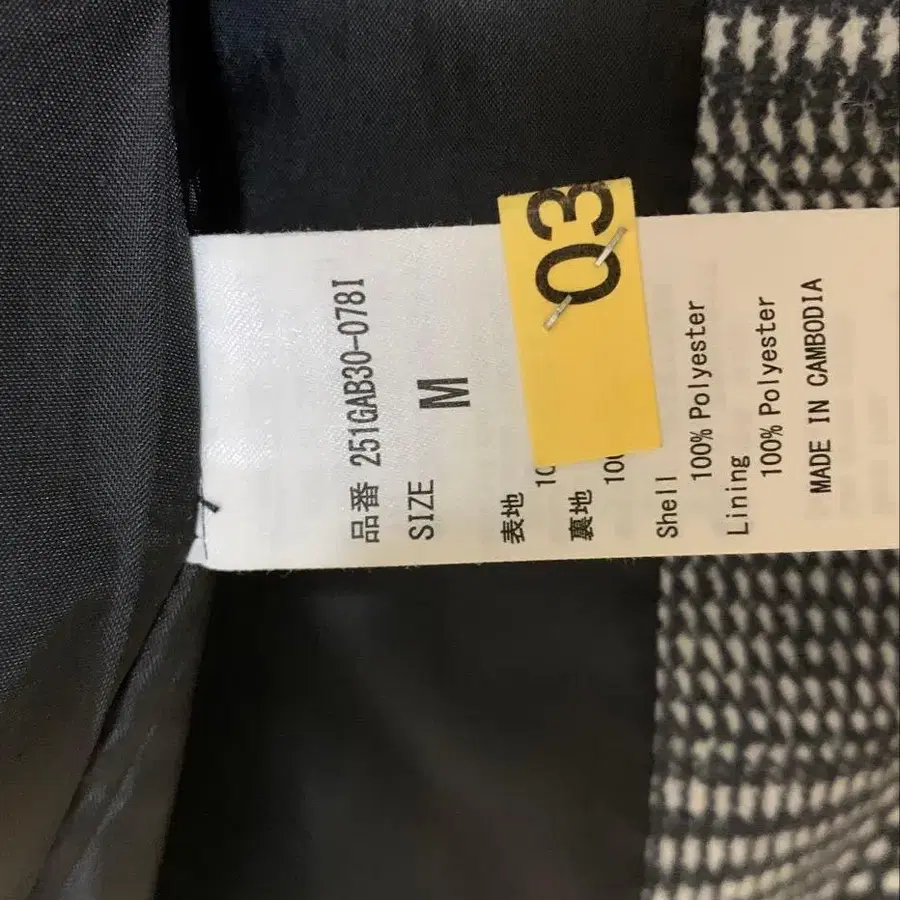 品番 251GAB30-078I
SIZE M
03
表地
10
裏地
100
Shell
100% Polyester
Lining
100% Polyester
MADE IN CAMBODIA